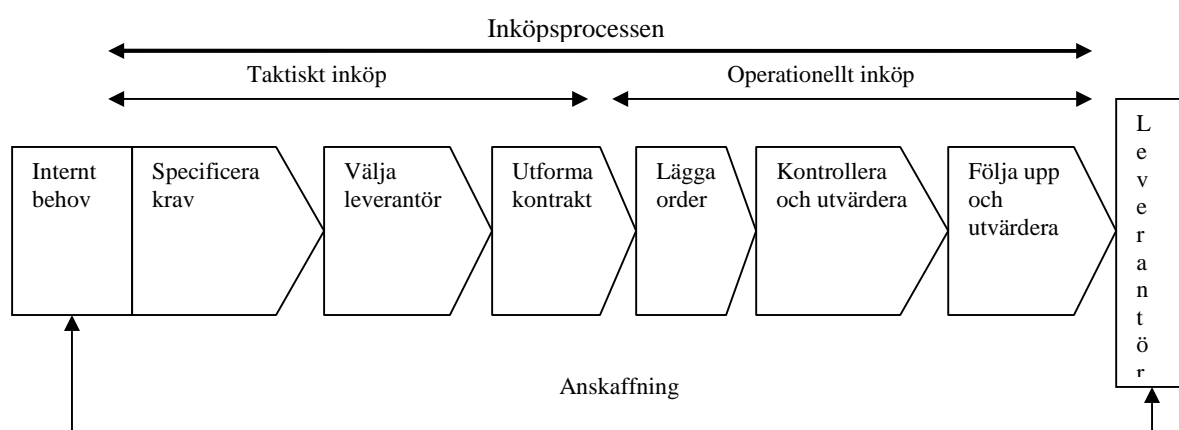 Inköpsprocessen
Taktiskt inköp
Operationellt inköp
Internt
behov
Specificera
krav
Välja
leverantör
Utforma
kontrakt
Lägga
order
Kontrollera
och utvärdera
Följa upp
och
utvärdera
L
e
v
e
r
a
n
t
ö
r
Anskaffning